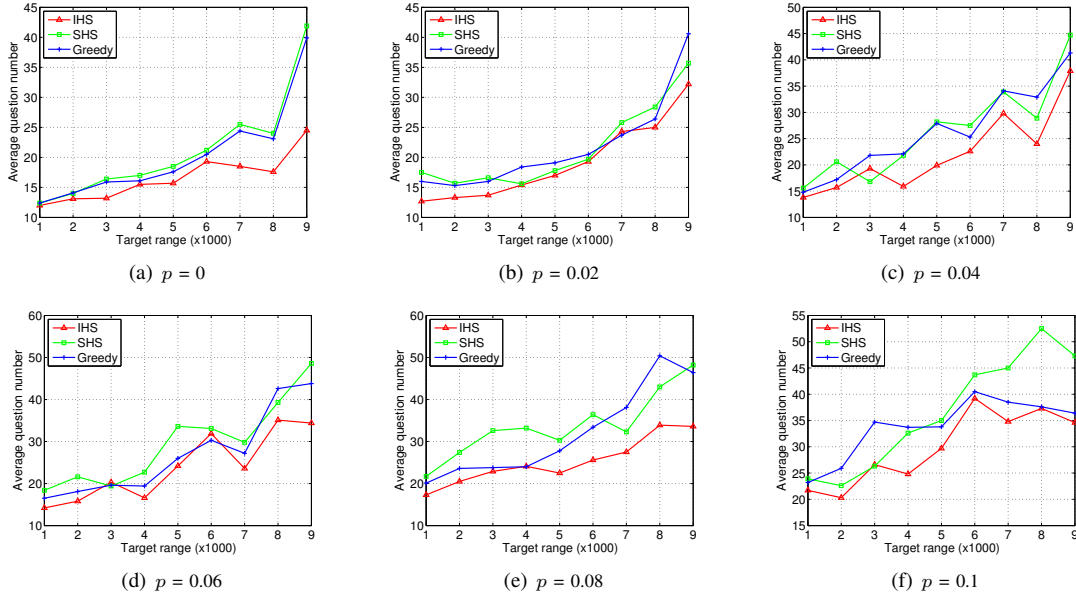 45
40
35
30
25
20
15
10
Average question number
IHS
SHS
Greedy
1 2 3 4 5 6 7 8 9
Target range (x1000)
(a) p = 0
45
40
35
30
25
20
15
10
Average question number
IHS
SHS
Greedy
1 2 3 4 5 6 7 8 9
Target range (x1000)
(b) p = 0.02
50
45
40
35
30
25
20
15
10
Average question number
IHS
SHS
Greedy
1 2 3 4 5 6 7 8 9
Target range (x1000)
(c) p = 0.04
60
50
40
30
20
10
Average question number
IHS
SHS
Greedy
1 2 3 4 5 6 7 8 9
Target range (x1000)
(d) p = 0.06
60
50
40
30
20
10
Average question number
IHS
SHS
Greedy
1 2 3 4 5 6 7 8 9
Target range (x1000)
(e) p = 0.08
55
50
45
40
35
30
25
20
15
Average question number
IHS
SHS
Greedy
1 2 3 4 5 6 7 8 9
Target range (x1000)
(f) p = 0.1